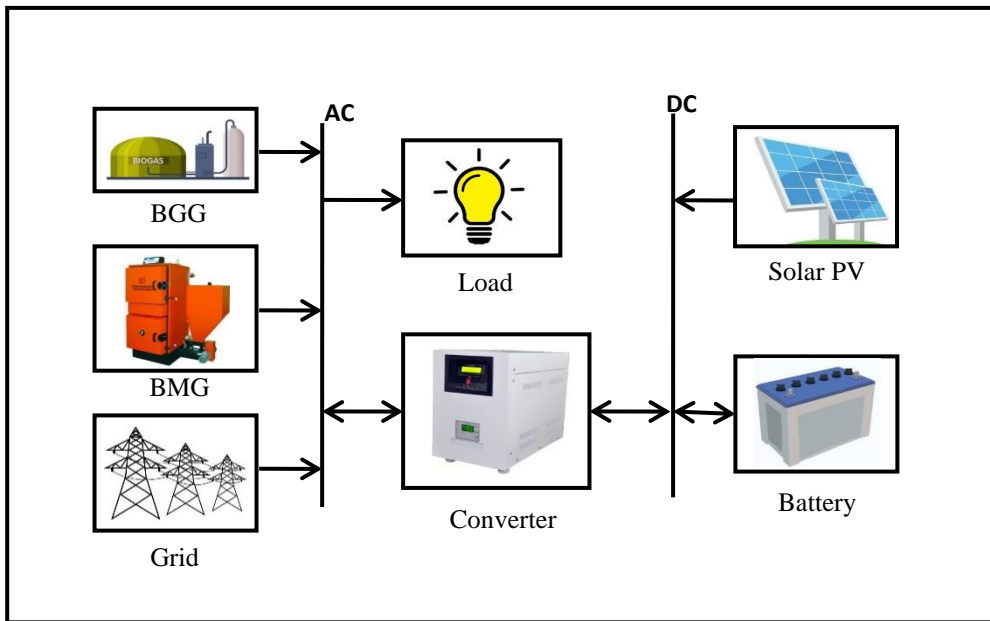 AC
DC
BIOGAS
BGG
Load
Solar PV
BMG
Converter
Battery
Grid